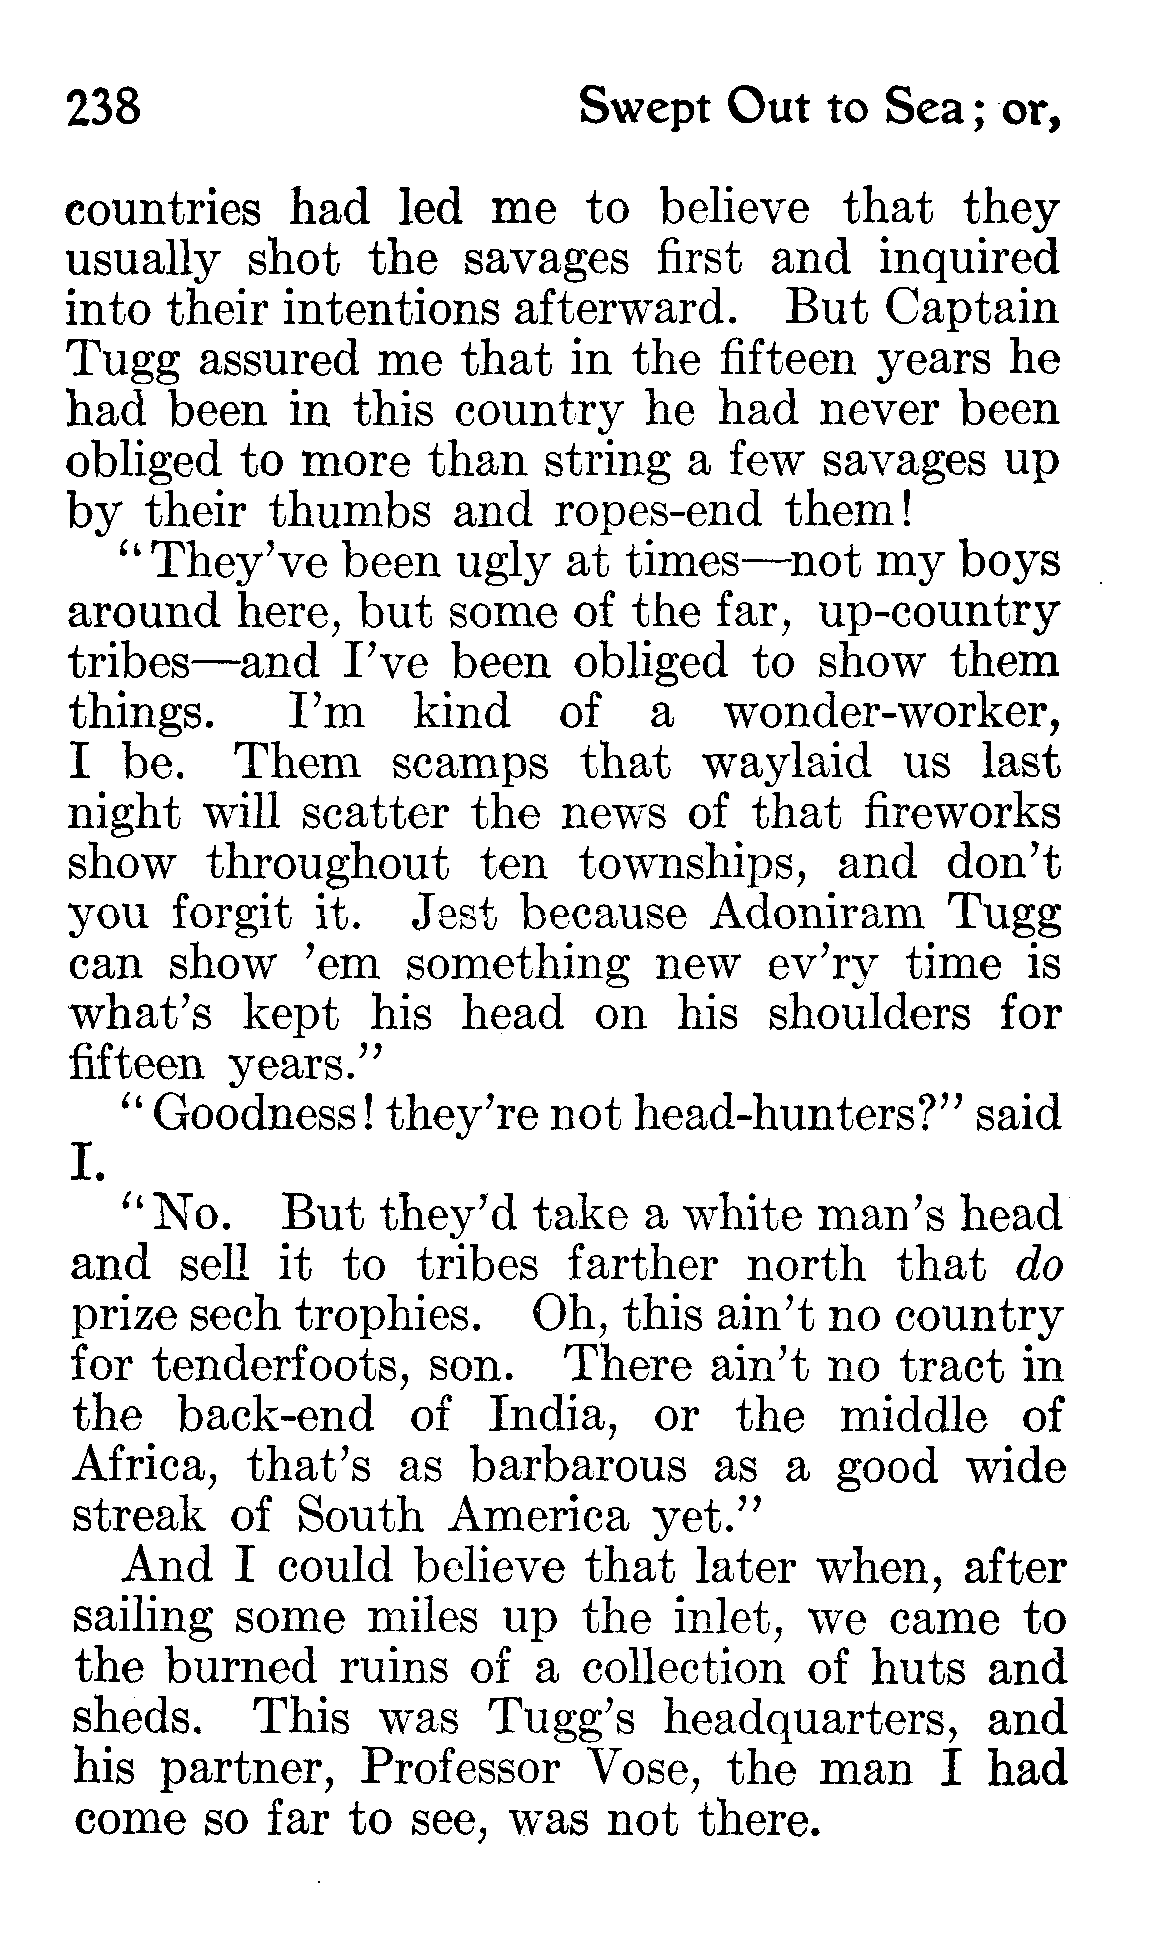 238 Swept Out to Sea; or,
countries had led me to believe that they
usually shot the savages first and inquired
into their intentions afterward. But Captain
Tugg assured me that in the fifteen years he
had been in this country he had never been
obliged to more than string a few savages up
by their thumbs and ropes-end them!
“They’ve been ugly at times—not my boys
around here, but some of the far, up-country
tribes—and I’ve been obliged to show them
things. I’m kind of a wonder-worker,
I be. Them scamps that waylaid us last
night will scatter the news of that fireworks
show throughout ten townships, and don’t
you forgit it. Jest because Adoniram Tugg
can show ’em something new ev’ry time is
what’s kept his head on his shoulders for
fifteen years.”
“Goodness! they’re not head-hunters?” said
I.
“No. But they’d take a white man’s head
and sell it to tribes farther north that do
prize sech trophies. Oh, this ain’t no country
for tenderfoots, son. There ain’t no tract in
the back-end of India, or the middle of
Africa, that’s as barbarous as a good wide
streak of South America yet.”
And I could believe that later when, after
sailing some miles up the inlet, we came to
the burned ruins of a collection of huts and
sheds. This was Tugg’s headquarters, and
his partner, Professor Vose, the man I had
come so far to see, was not there.